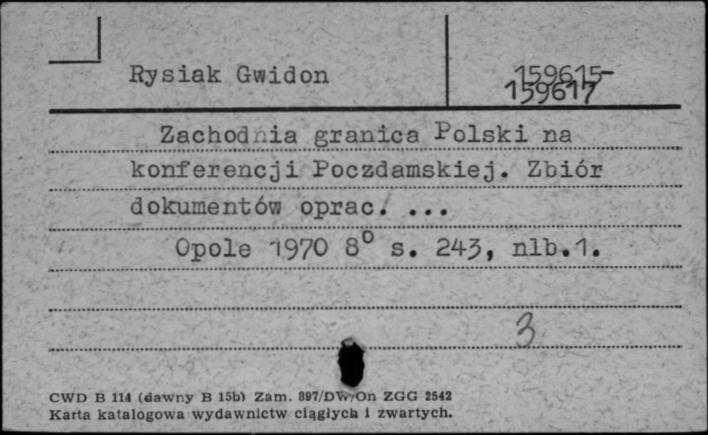 Rysiak Gwidon
159615-
159617
Zachodnia granica Polski na
konferencji Poczdamskiej. Zbiór
dokumentów oprac. ...
Opole 1970 8° s. 243, nlb.1.
3
CWD B 114 (dawny B 15b) Zam. 897/DW/On ZGG 2542
Karta katalogowa wydawnictw ciągłych i zwartych.